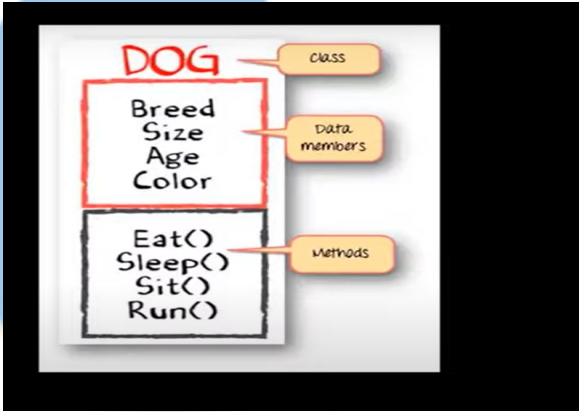 DOG
Class
Breed
Size
Age
Color
Data
members
Eat()
Sleep()
Sit()
Run()
Methods